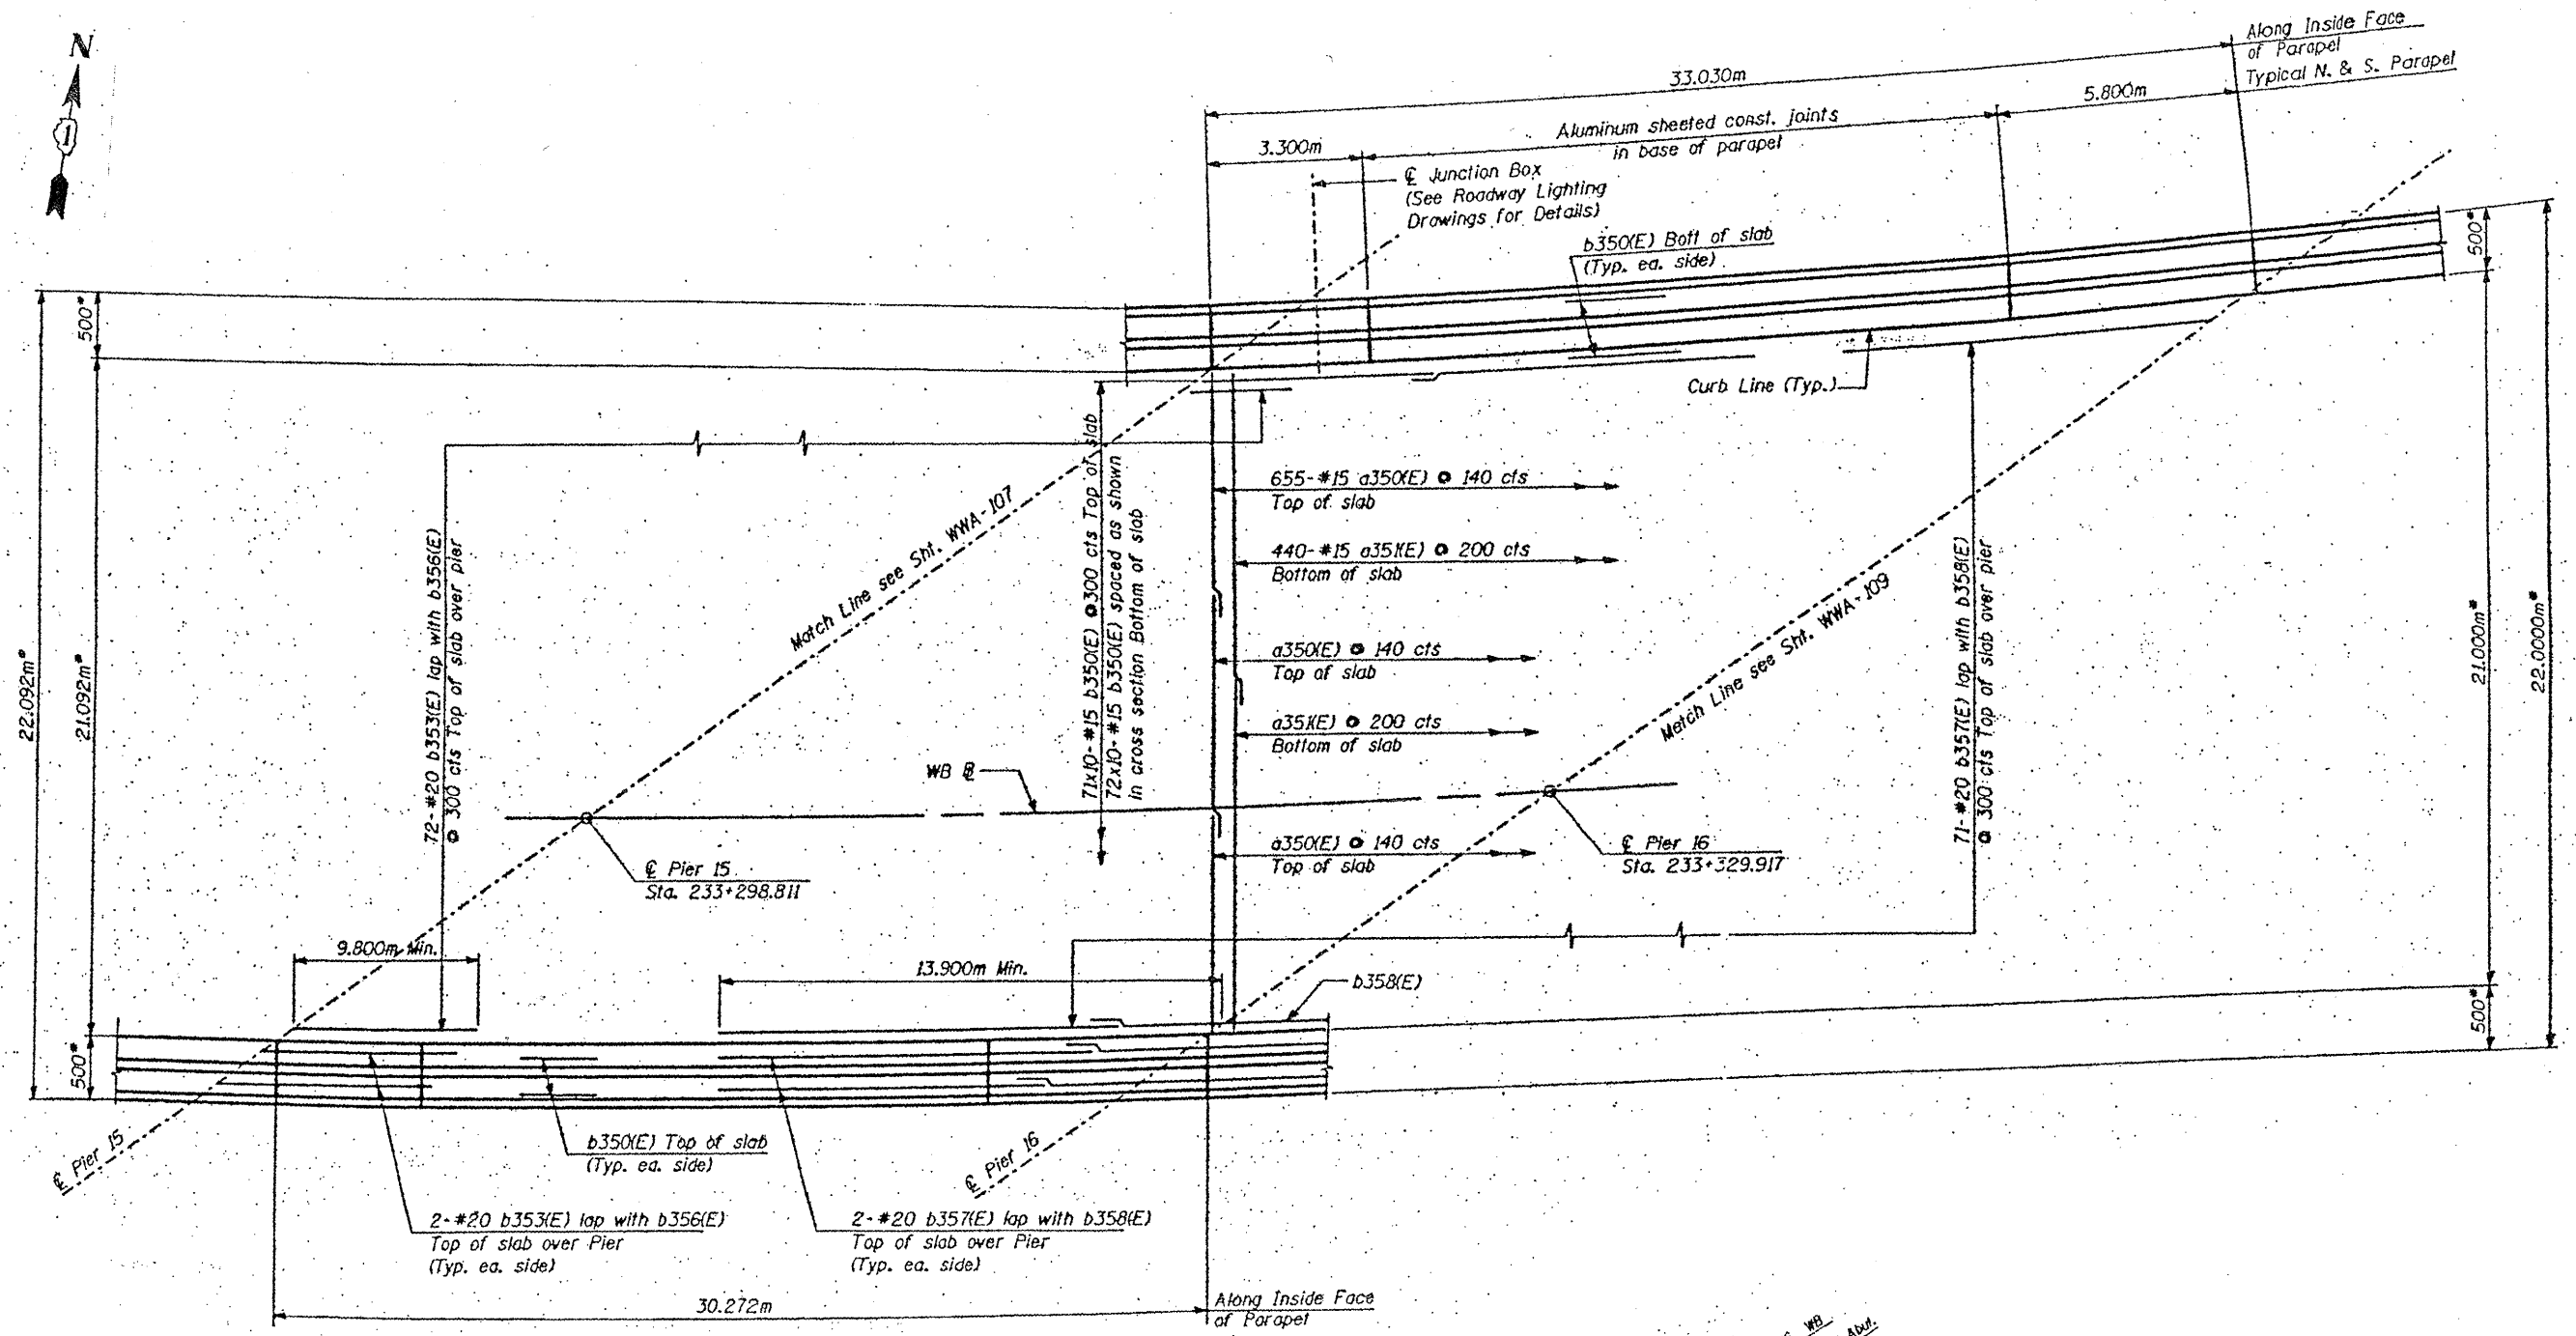 N
1
33.030m
Along Inside Face
of Parapet
Typical N. & S. Parapet
5.800m
3.300m
Aluminum sheeted const. joints
in base of parapet
℄ Junction Box
(See Roadway Lighting
Drawings for Details)
b350(E) Bott of slab
(Typ. ea. side)
500*
500*
Curb Line (Typ.)
22.092m*
21.092m*
72-#20 b353(E) lap with b356(E)
@ 300 cts Top of slab over pier
Match Line see Sht. WWA-107
71x10-#15 b350(E) @ 300 cts Top of slab
72x10-#15 b350(E) spaced as shown
in cross section Bottom of slab
655-#15 a350(E) @ 140 cts
Top of slab
440-#15 a351(E) @ 200 cts
Bottom of slab
a350(E) @ 140 cts
Top of slab
a351(E) @ 200 cts
Bottom of slab
a350(E) @ 140 cts
Top of slab
Match Line see Sht. WWA-109
71-#20 b357(E) lap with b358(E)
@ 300 cts Top of slab over pier
21.000m*
22.0000m*
WB ℄
℄ Pier 15
Sta. 233+298.811
℄ Pier 16
Sta. 233+329.917
9.800m Min.
13.900m Min.
b358(E)
500*
500*
℄ Pier 15
℄ Pier 16
b350(E) Top of slab
(Typ. ea. side)
2-#20 b353(E) lap with b356(E)
Top of slab over Pier
(Typ. ea. side)
2-#20 b357(E) lap with b358(E)
Top of slab over Pier
(Typ. ea. side)
30.272m
Along Inside Face
of Parapet
WB
Abut.